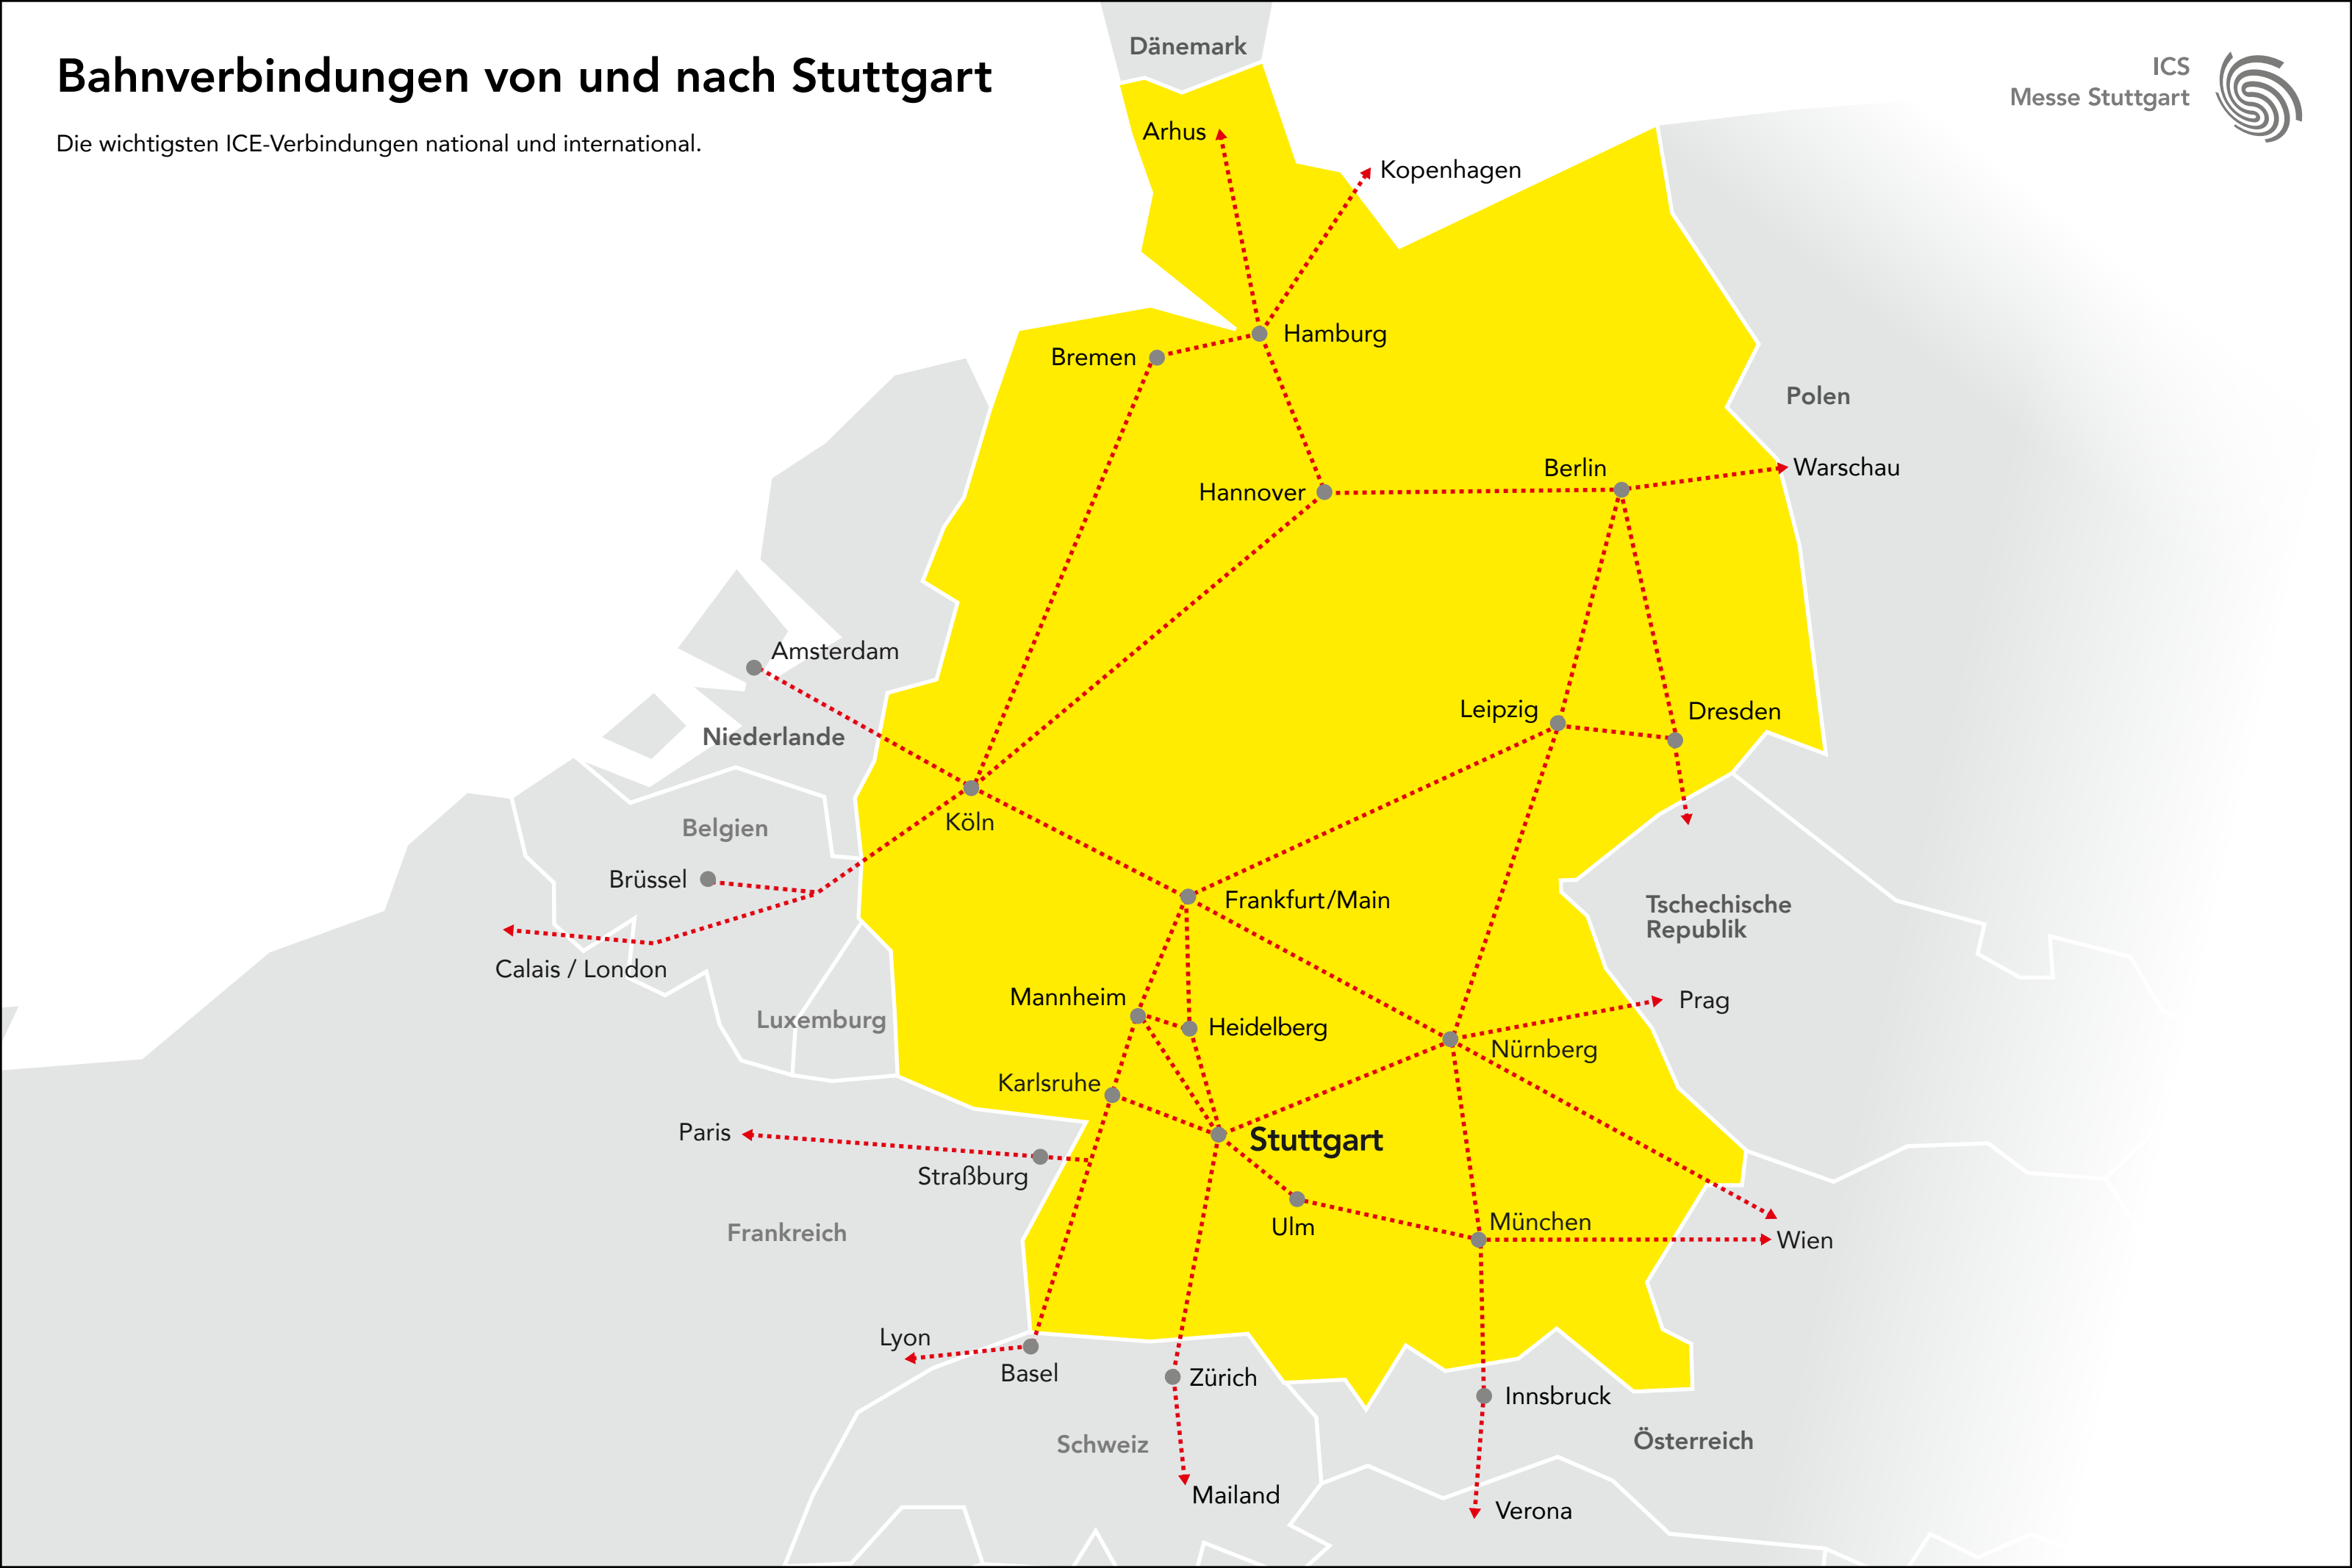 Bahnverbindungen von und nach Stuttgart
Die wichtigsten ICE-Verbindungen national und international.
ICS
Messe Stuttgart
Dänemark
Arhus
Kopenhagen
Hamburg
Bremen
Polen
Berlin
Warschau
Hannover
Amsterdam
Leipzig
Dresden
Niederlande
Köln
Belgien
Brüssel
Frankfurt/Main
Tschechische
Republik
Calais / London
Mannheim
Prag
Luxemburg
Heidelberg
Nürnberg
Karlsruhe
Paris
Stuttgart
Straßburg
Ulm
München
Frankreich
Wien
Lyon
Basel
Zürich
Innsbruck
Schweiz
Österreich
Mailand
Verona